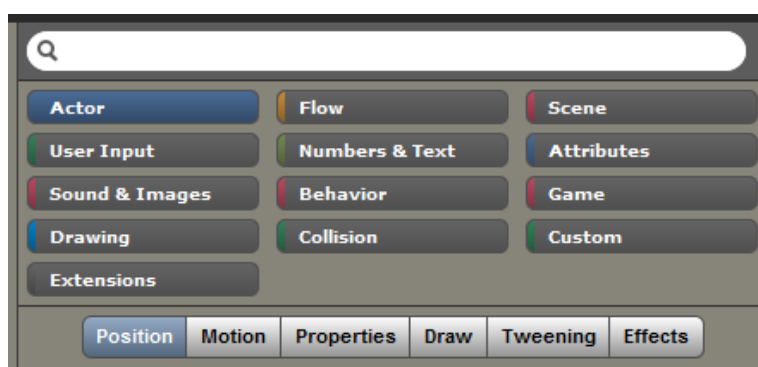 Actor Flow Scene
User Input Numbers & Text Attributes
Sound & Images Behavior Game
Drawing Collision Custom
Extensions
Position Motion Properties Draw Tweening Effects